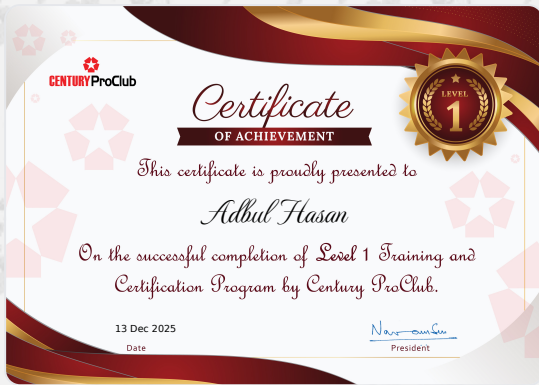 CENTURY ProClub
Certificate
OF ACHIEVEMENT
LEVEL
1
This certificate is proudly presented to
Adbul Hasan
On the successful completion of Level 1 Training and
Certification Program by Century ProClub.
13 Dec 2025
Date
President